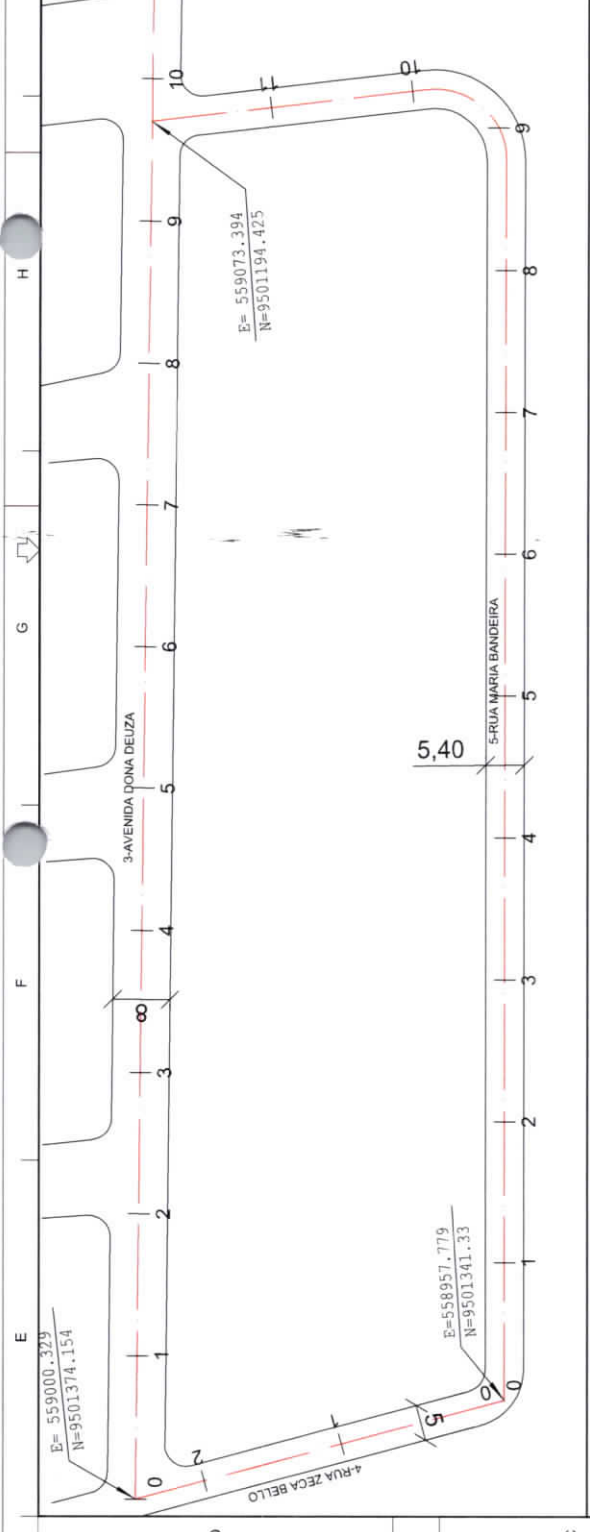 H
G
F
E
10
9
8
7
6
5
4
3
2
1
0
3-AVENIDA DONA DEUZA
8
E= 559073.394
N=9501194.425
E= 559000.329
N=9501374.154
11
10
9
8
7
6
5
4
3
2
1
0
5-RUA MARIA BANDEIRA
5,40
E=558957.779
N=9501341.33
2
1
0
5
4-RUA ZECA BELLO